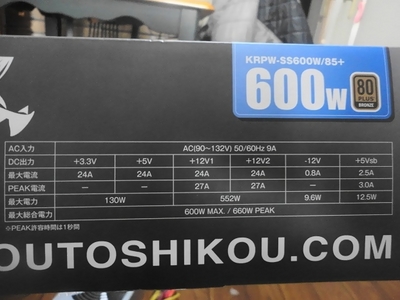 KRPW-SS600W/85+
600W
80
PLUS
BRONZE
AC入力 AC(90~132V) 50/60Hz 9A
DC出力 +3.3V +5V +12V1 +12V2 -12V +5Vsb
最大電流 24A 24A 24A 24A 0.8A 2.5A
PEAK電流 — — 27A 27A — 3.0A
最大電力 130W 552W 9.6W 12.5W
最大総合電力 600W MAX. / 660W PEAK
※PEAK許容時間は1秒間
OUTOSHIKOU.COM